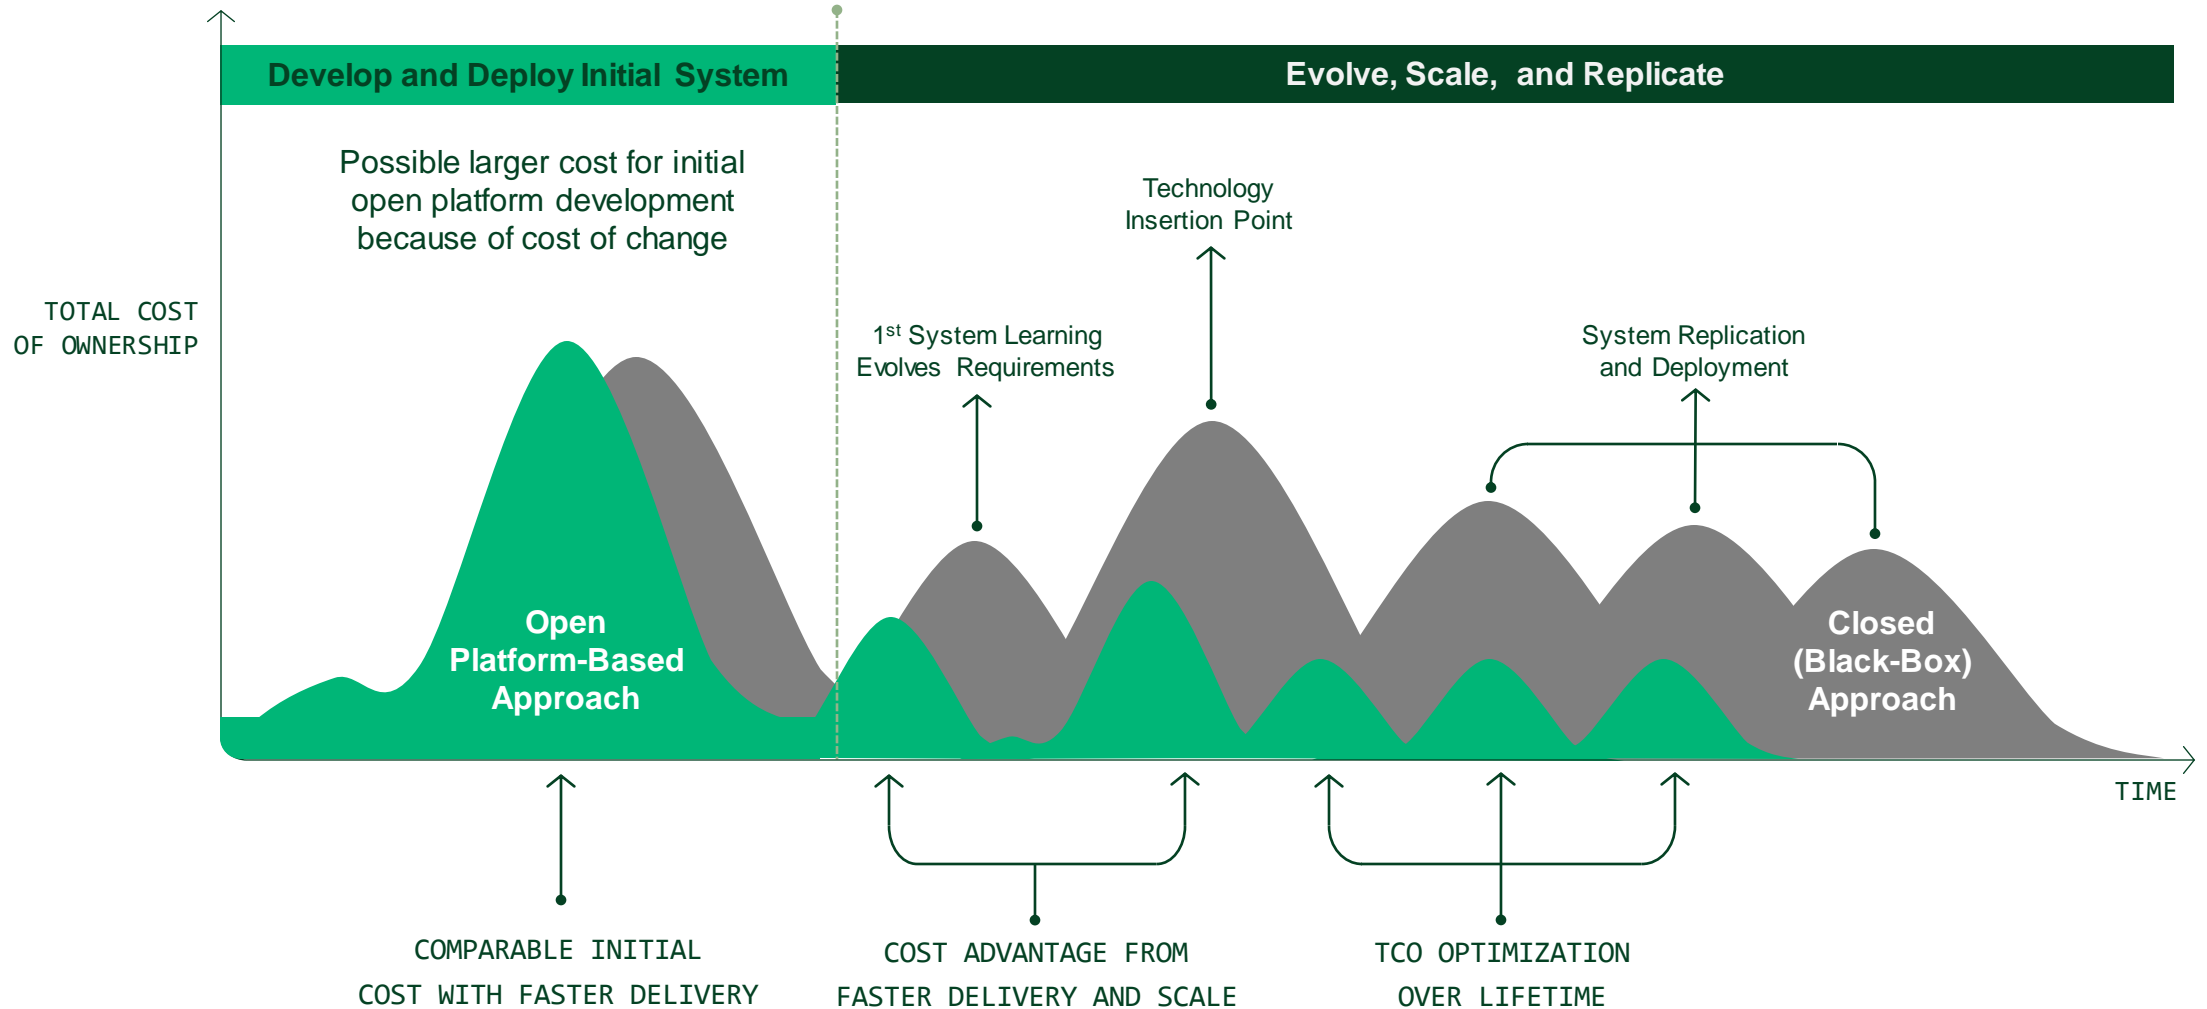 Develop and Deploy Initial System
Evolve, Scale, and Replicate
Possible larger cost for initial
open platform development
because of cost of change
Technology
Insertion Point
TOTAL COST
OF OWNERSHIP
1st System Learning
Evolves Requirements
System Replication
and Deployment
Open
Platform-Based
Approach
Closed
(Black-Box)
Approach
TIME
COMPARABLE INITIAL
COST WITH FASTER DELIVERY
COST ADVANTAGE FROM
FASTER DELIVERY AND SCALE
TCO OPTIMIZATION
OVER LIFETIME